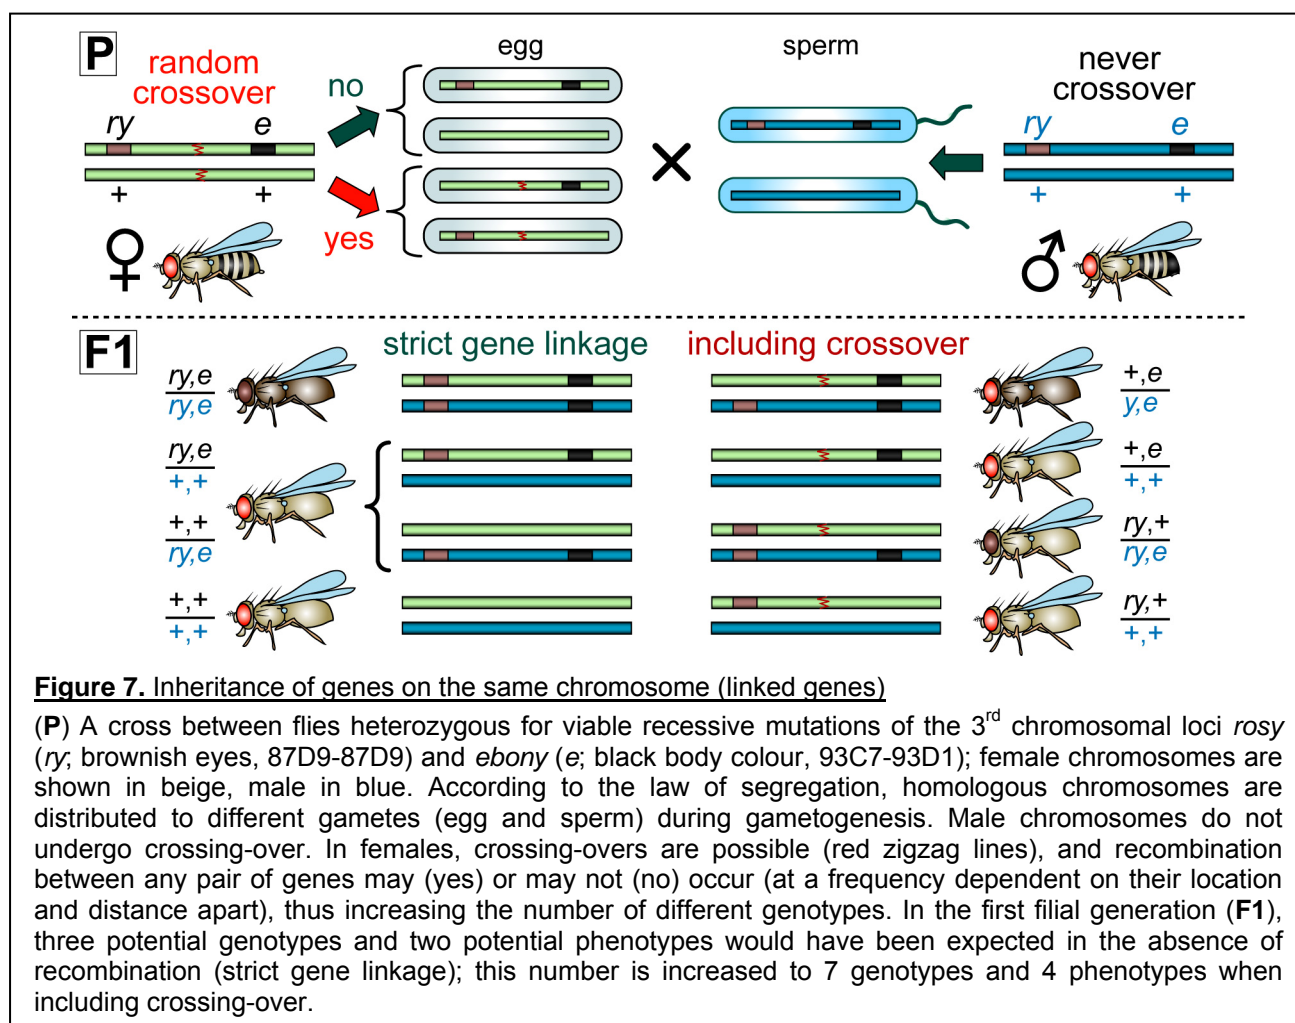 P
random
crossover
no
yes
ry e
+ +
egg
sperm
never
crossover
ry e
+ +
F1
strict gene linkage
including crossover
ry,e
ry,e
ry,e
+,+
+,+
ry,e
+,+
+,+
+,e
y,e
+,e
+,+
ry,+
ry,e
ry,+
+,+
Figure 7. Inheritance of genes on the same chromosome (linked genes)
(P) A cross between flies heterozygous for viable recessive mutations of the 3rd chromosomal loci rosy
(ry; brownish eyes, 87D9-87D9) and ebony (e; black body colour, 93C7-93D1); female chromosomes are
shown in beige, male in blue. According to the law of segregation, homologous chromosomes are
distributed to different gametes (egg and sperm) during gametogenesis. Male chromosomes do not
undergo crossing-over. In females, crossing-overs are possible (red zigzag lines), and recombination
between any pair of genes may (yes) or may not (no) occur (at a frequency dependent on their location
and distance apart), thus increasing the number of different genotypes. In the first filial generation (F1),
three potential genotypes and two potential phenotypes would have been expected in the absence of
recombination (strict gene linkage); this number is increased to 7 genotypes and 4 phenotypes when
including crossing-over.